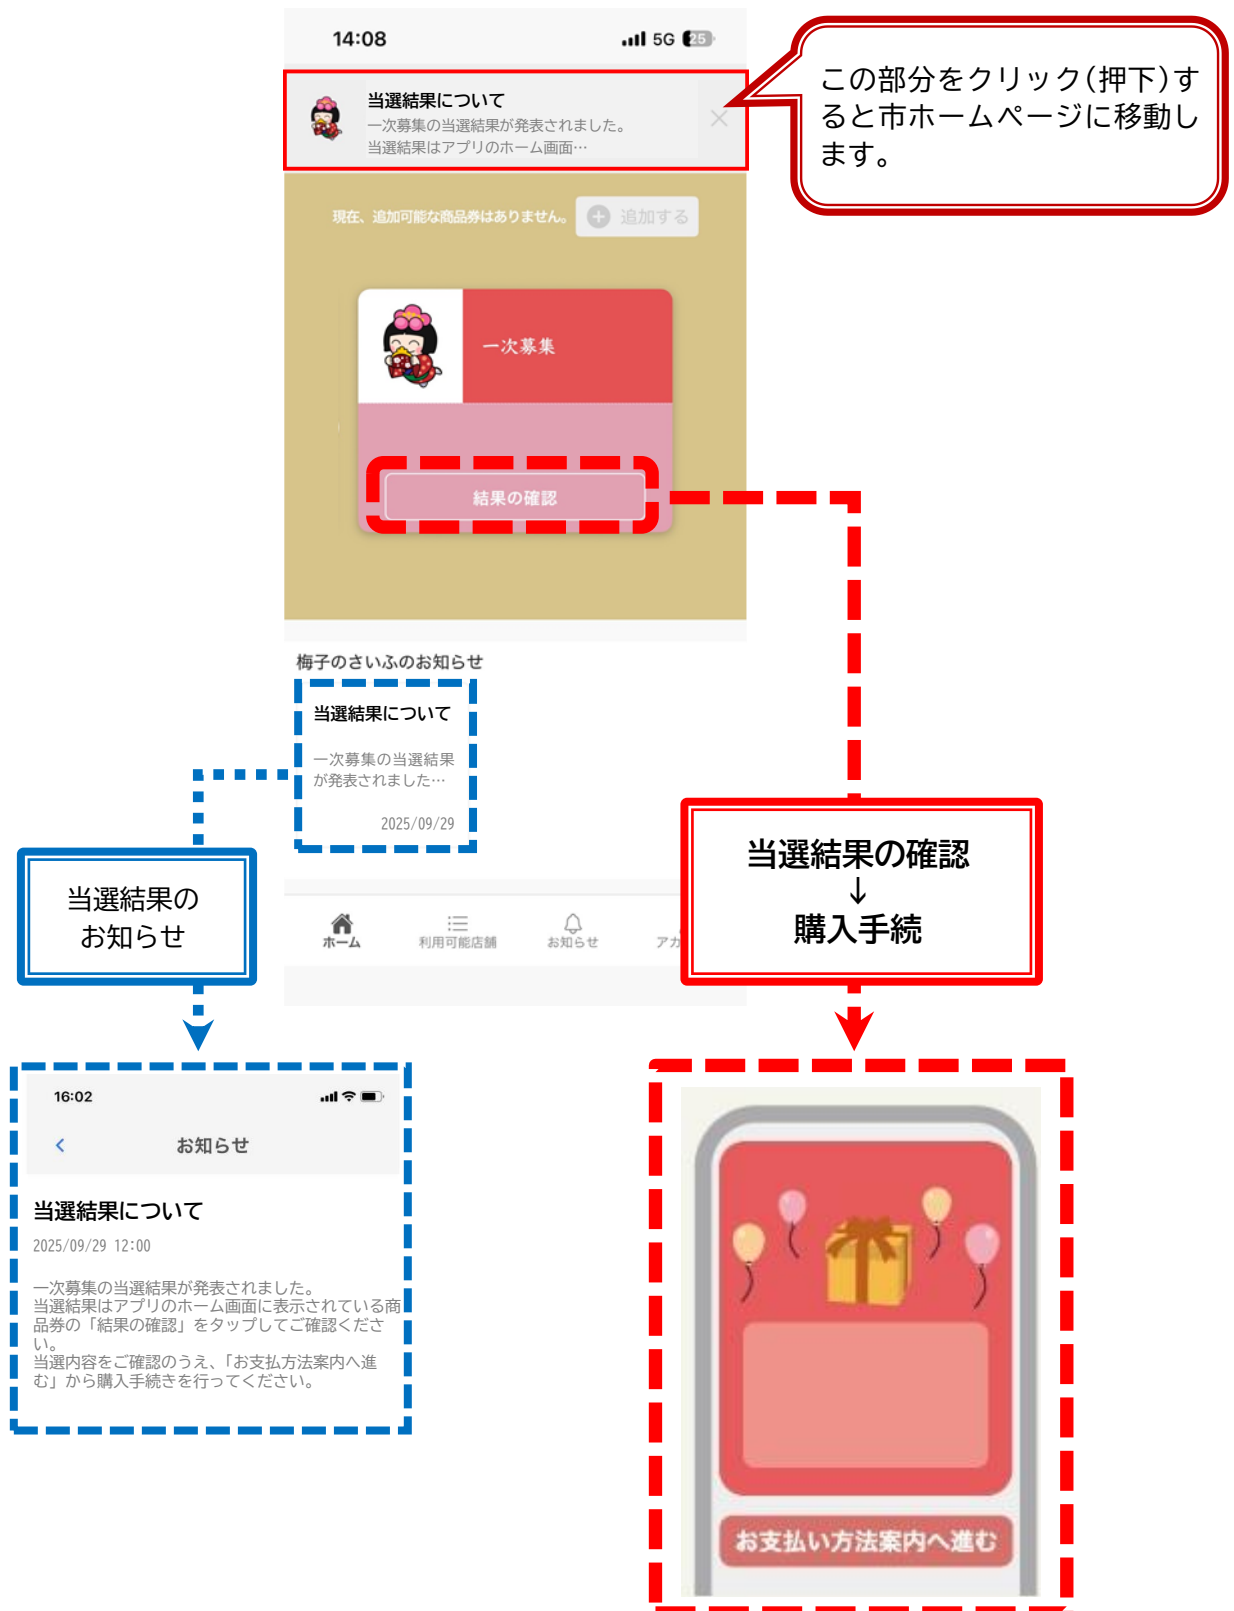 14:08
5G 25
当選結果について
一次募集の当選結果が発表されました。
当選結果はアプリのホーム画面…
この部分をクリック(押下)す
ると市ホームページに移動し
ます。
現在、追加可能な商品券はありません。
追加する
一次募集
結果の確認
梅子のさいふのお知らせ
当選結果について
一次募集の当選結果
が発表されました…
2025/09/29
当選結果の
お知らせ
当選結果の確認
↓
購入手続
ホーム
利用可能店舗
お知らせ
アカ
16:02
お知らせ
当選結果について
2025/09/29 12:00
一次募集の当選結果が発表されました。
当選結果はアプリのホーム画面に表示されている商
品券の「結果の確認」をタップしてご確認くださ
い。
当選内容をご確認のうえ、「お支払方法案内へ進
む」から購入手続きを行ってください。
お支払い方法案内へ進む